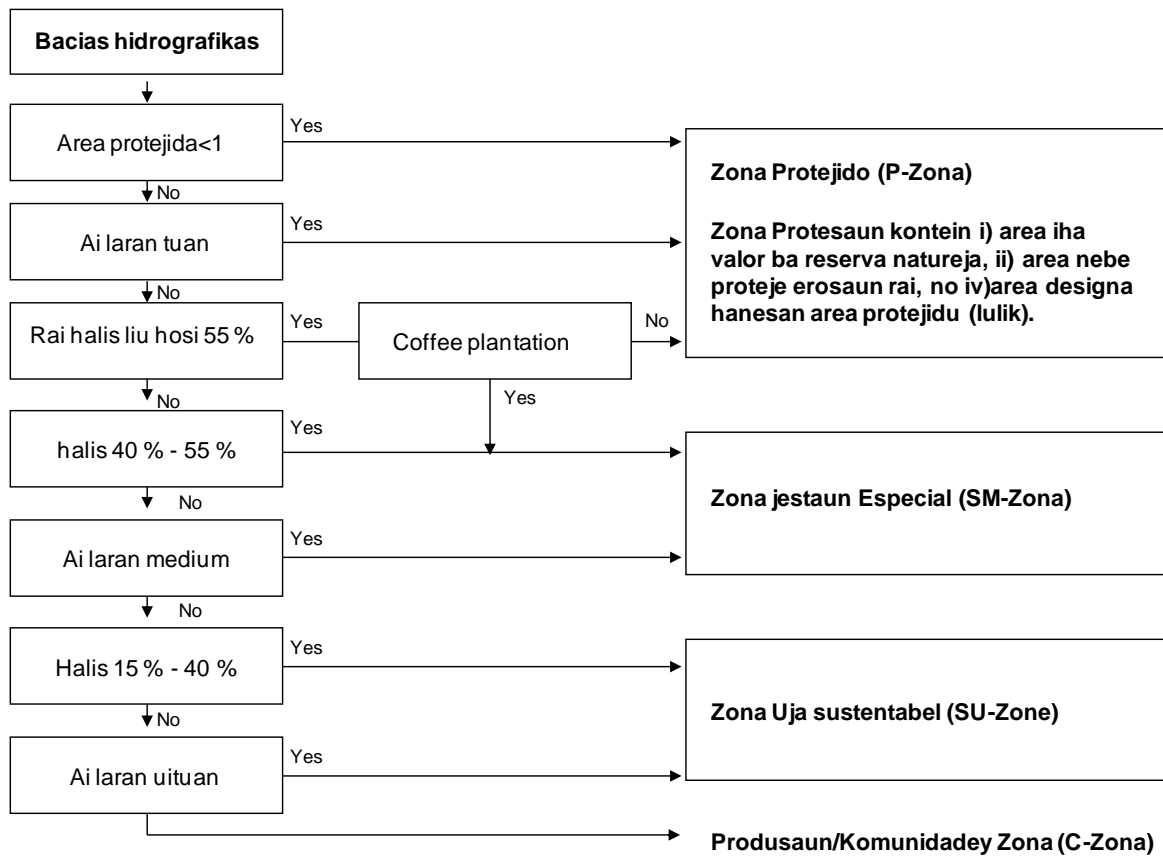 Bacias hidrografikas
Area protejida<1
Yes
No
Zona Protejido (P-Zona)
Zona Protesaun kontein i) area iha
valor ba reserva natureja, ii) area nebe
proteje erosaun rai, no iv)area designa
hanesan area protejidu (lulik).
Ai laran tuan
Yes
No
Rai halis liu hosi 55 %
Yes
Coffee plantation
No
Yes
No
halis 40 % - 55 %
Yes
No
Zona jestaun Especial (SM-Zona)
Ai laran medium
Yes
No
Halis 15 % - 40 %
Yes
No
Zona Uja sustentabel (SU-Zone)
Ai laran uituan
Yes
Produsaun/Komunidadey Zona (C-Zona)